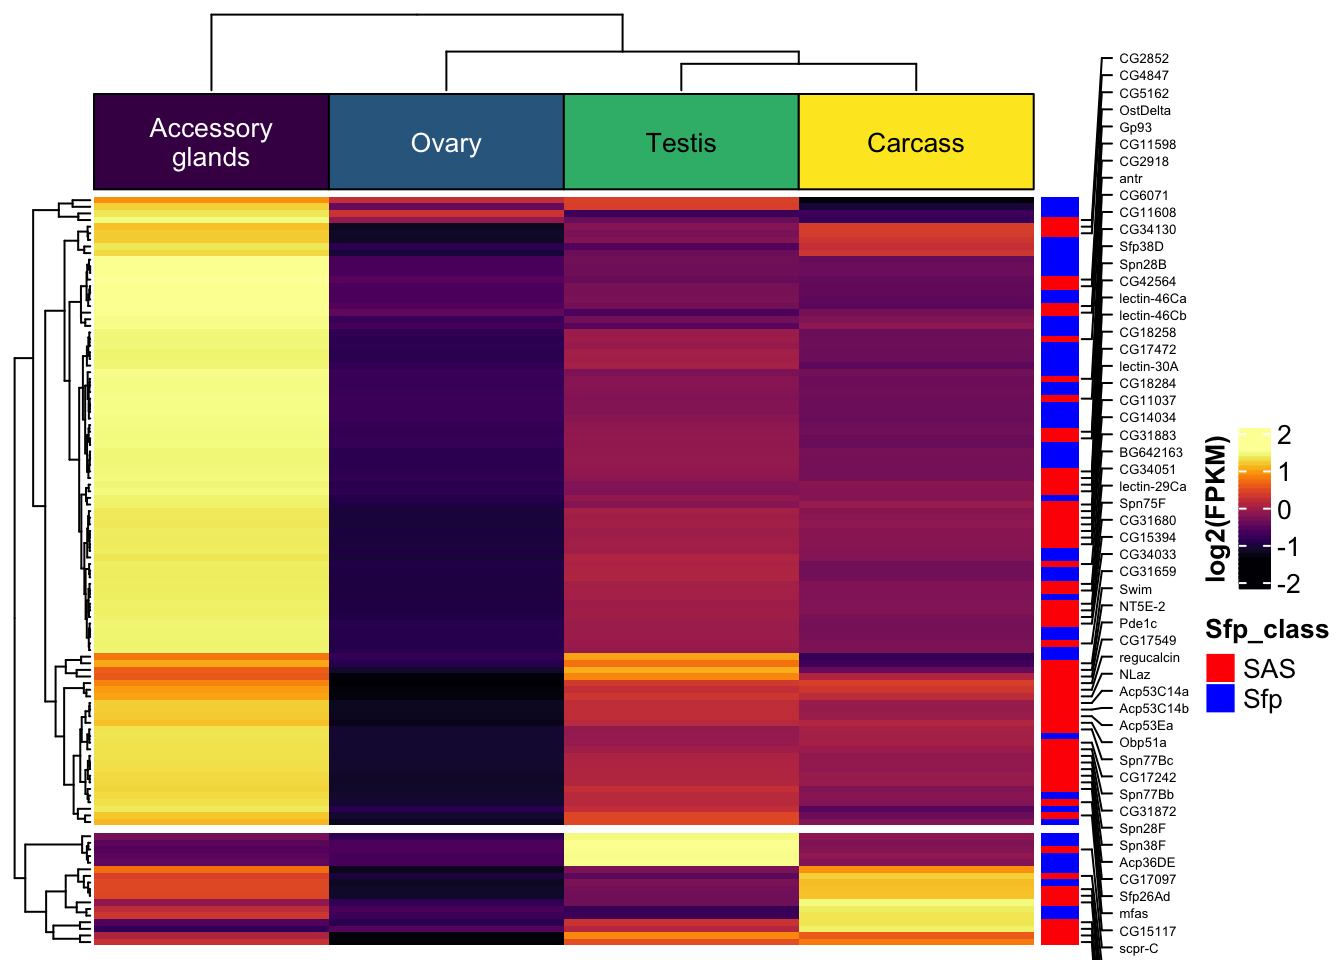 Accessory
glands
Ovary
Testis
Carcass
CG2852
CG4847
CG5162
OstDelta
Gp93
CG11598
CG2918
antr
CG6071
CG11608
CG34130
Sfp38D
Spn28B
CG42564
lectin-46Ca
lectin-46Cb
CG18258
CG17472
lectin-30A
CG18284
CG11037
CG14034
CG31883
BG642163
CG34051
lectin-29Ca
Spn75F
CG31680
CG15394
CG34033
CG31659
Swim
NT5E-2
Pde1c
CG17549
regucalcin
NLaz
Acp53C14a
Acp53C14b
Acp53Ea
Obp51a
Spn77Bc
CG17242
Spn77Bb
CG31872
Spn28F
Spn38F
Acp36DE
CG17097
Sfp26Ad
mfas
CG15117
scpr-C
log2(FPKM)
2
1
0
-1
-2
Sfp_class
SAS
Sfp